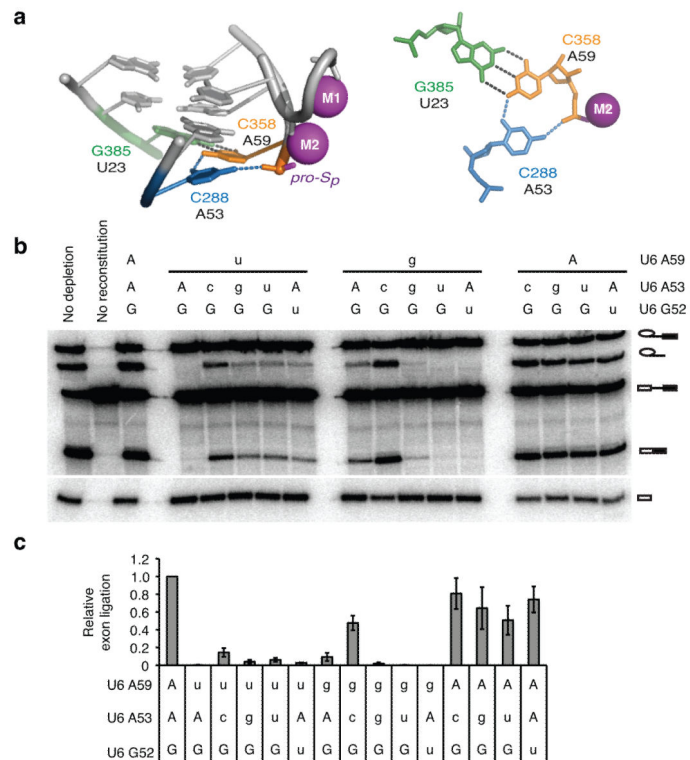 a
C358
A59
G385
U23
C288
A53
M1
M2
pro-Sp
C358
A59
G385
U23
C288
A53
M2
b
No depletion
No reconstitution
A u g A U6 A59
A A c g u A A c g u A c g u A U6 A53
G G G G G u G G G G u G G G u U6 G52
c
Relative
exon ligation
1.2
1
0.8
0.6
0.4
0.2
0
U6 A59 A u u u u u g g g g g A A A A
U6 A53 A A c g u A A c g u A c g u A
U6 G52 G G G G G u G G G G u G G G u